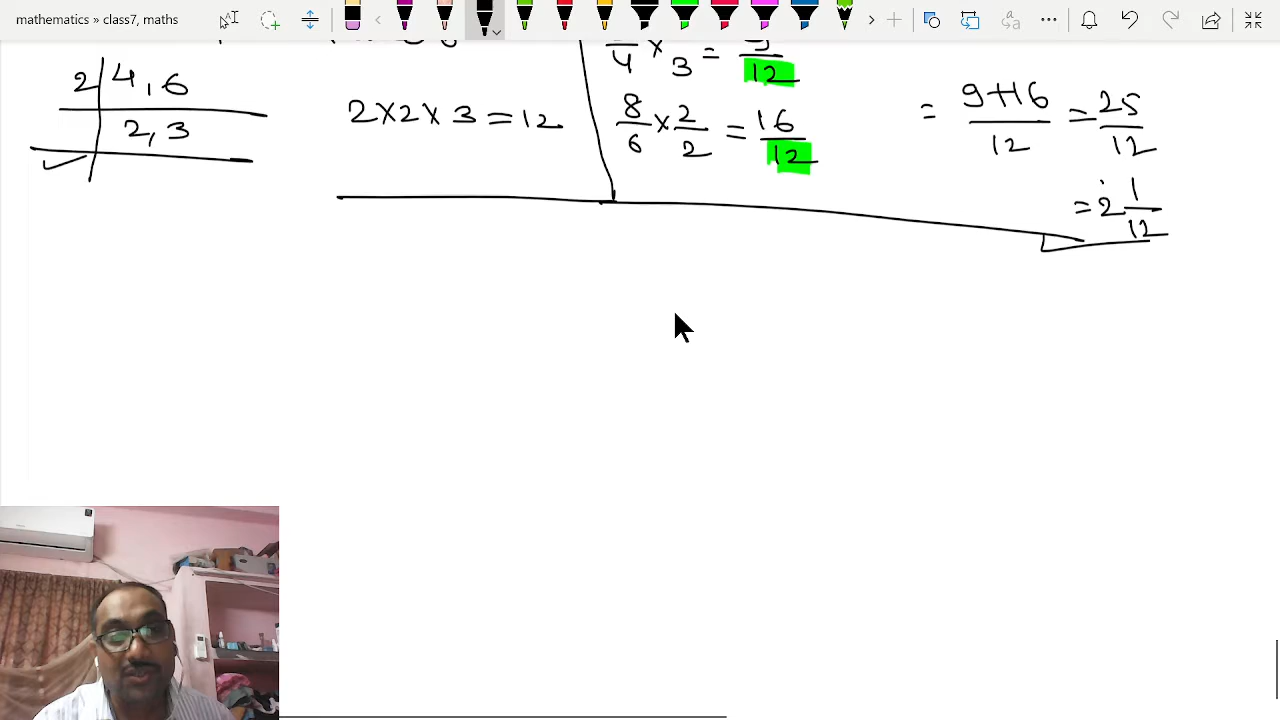 mathematics » class7, maths
2 | 4, 6
2, 3
2×2×3=12
4 × 3 = 12
8/6 × 2/2 = 16/12
= 9+16/12 = 25/12
= 2 1/12